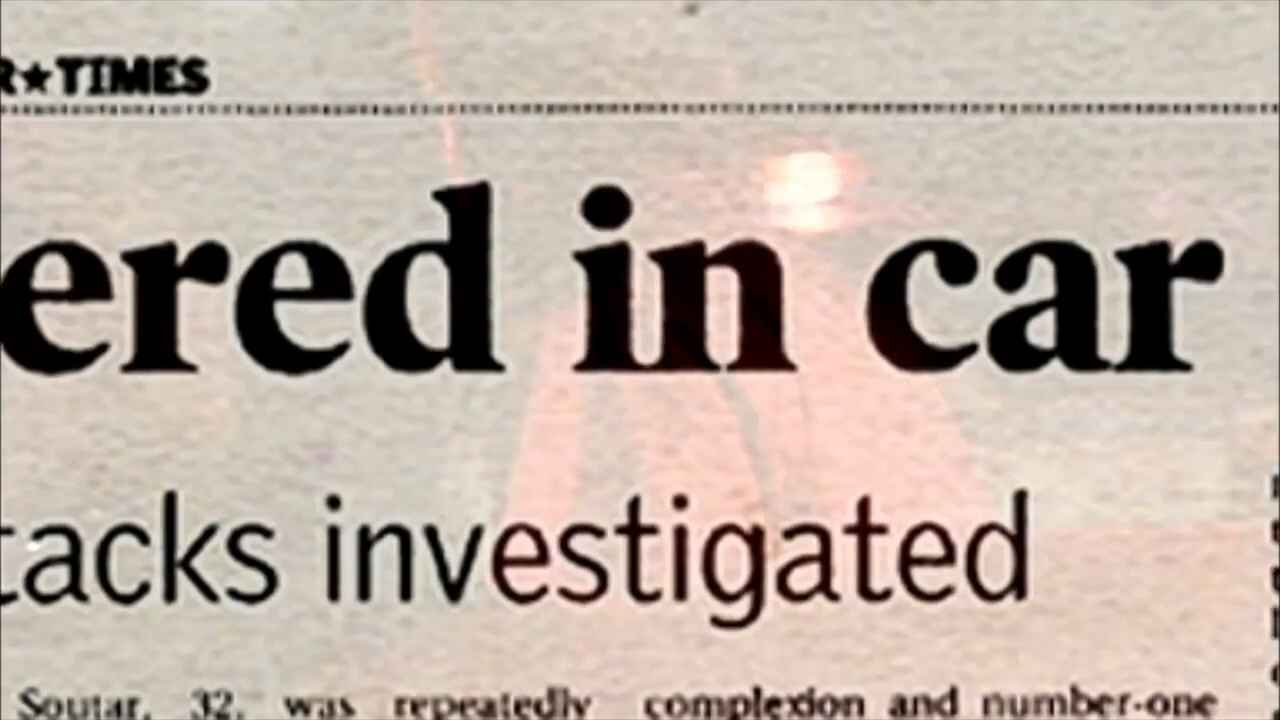 R★TIMES
ered in car
tacks investigated
Soutar, 32, was repeatedly
complexion and number-one